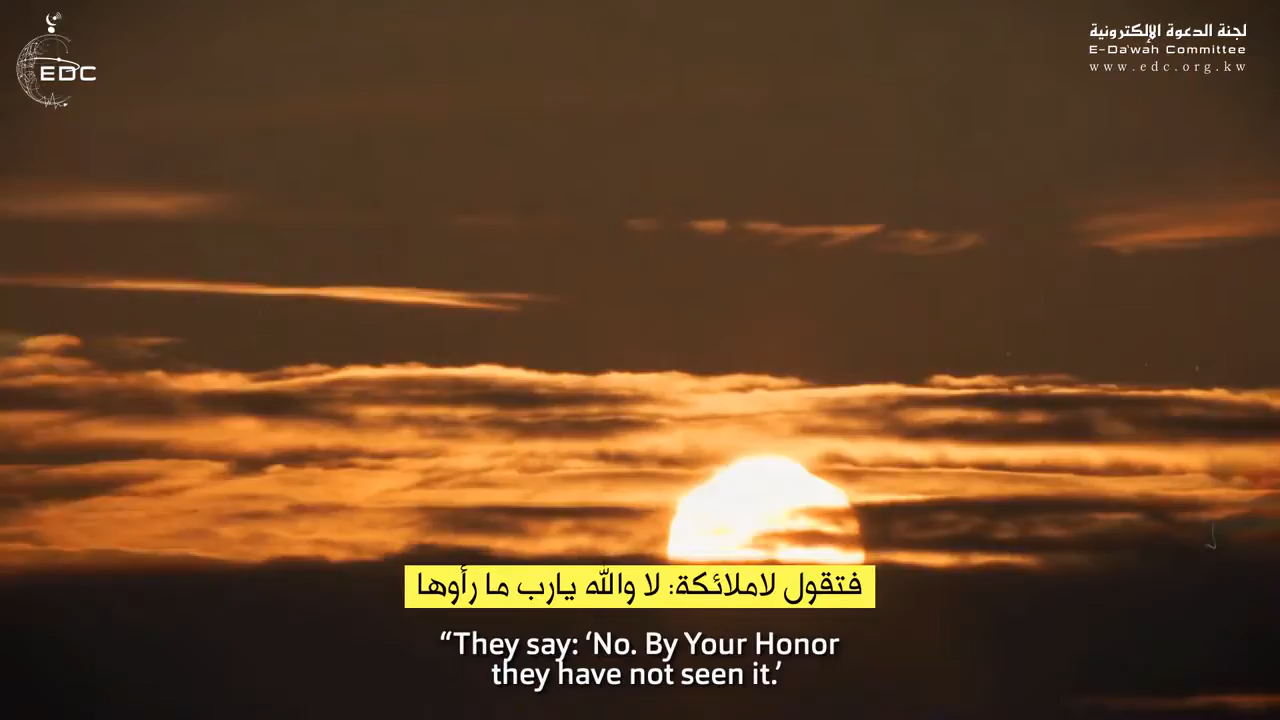 EDC
لجنة الدعوة الإلكترونية
E-Da'wah Committee
www.edc.org.kw
فتقول لاملائكة: لا والله يارب ما رأوها
“They say: ‘No. By Your Honor
they have not seen it.’